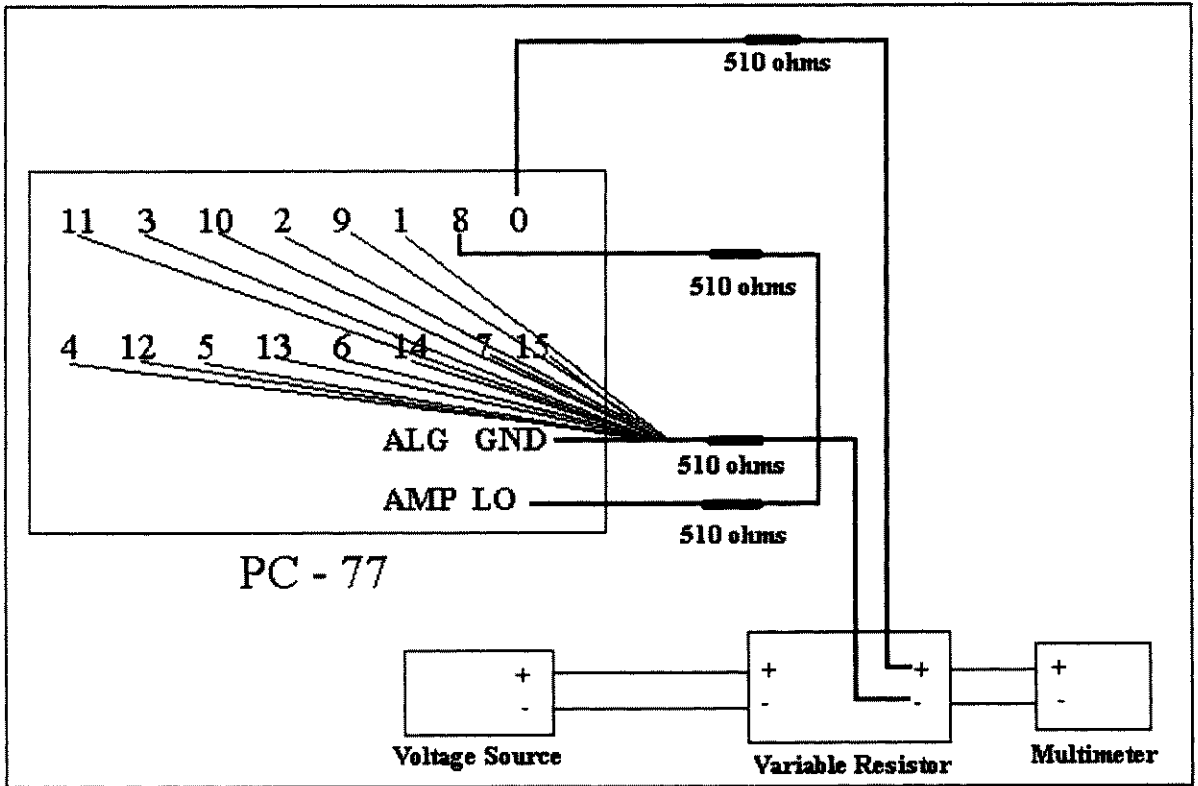 510 ohms
11 3 10 2 9 1 8 0
510 ohms
4 12 5 13 6 14 7 15
ALG GND
510 ohms
AMP LO
510 ohms
PC - 77
+ + + +
- - - -
Voltage Source
Variable Resistor
Multimeter